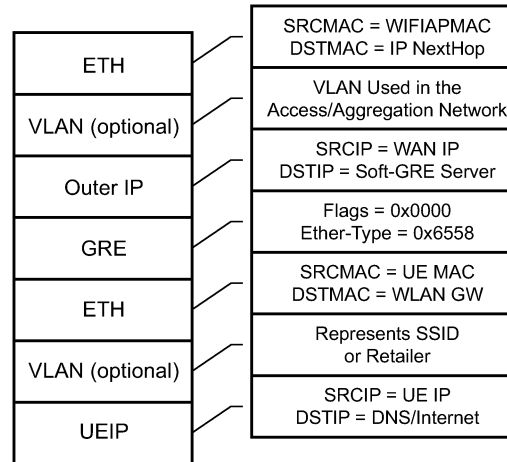 ETH
SRCMAC = WIFIAPMAC
DSTMAC = IP NextHop
VLAN (optional)
VLAN Used in the
Access/Aggregation Network
Outer IP
SRCIP = WAN IP
DSTIP = Soft-GRE Server
GRE
Flags = 0x0000
Ether-Type = 0x6558
ETH
SRCMAC = UE MAC
DSTMAC = WLAN GW
VLAN (optional)
Represents SSID
or Retailer
UEIP
SRCIP = UE IP
DSTIP = DNS/Internet